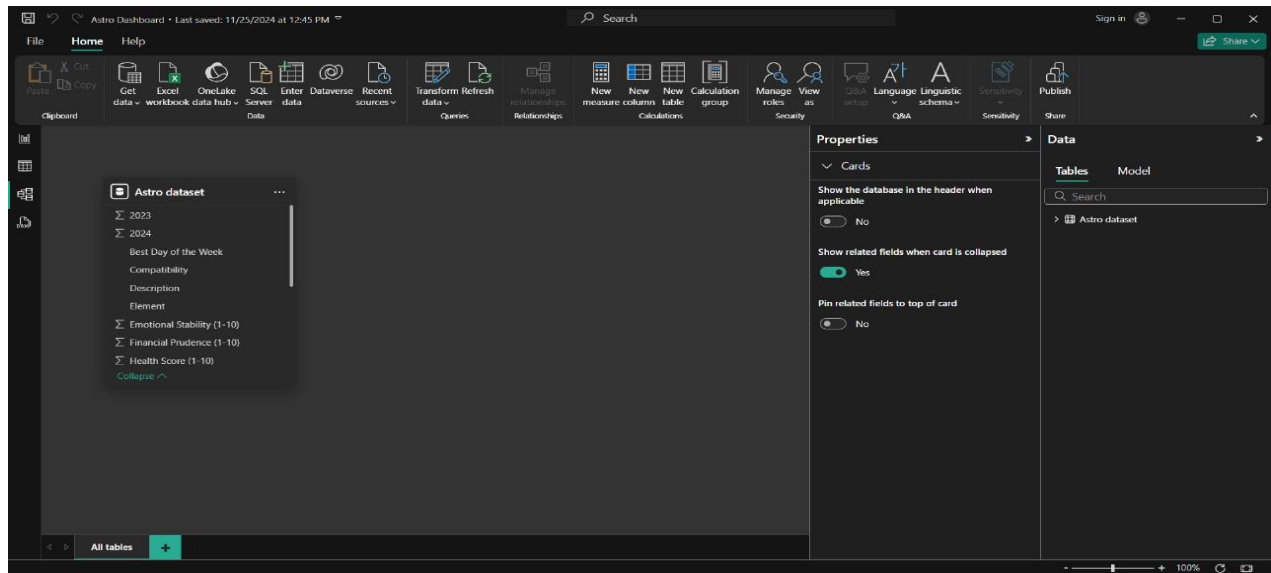 Astro Dashboard • Last saved: 11/25/2024 at 12:45 PM
Search
Sign in
File Home Help
Share
Paste
Cut
Copy
Get data
Excel workbook
OneLake data hub
SQL Server
Enter data
Dataverse
Recent sources
Transform data
Refresh
Manage relationships
New measure
New column
New table
Calculation group
Manage roles
View as
Q&A setup
Language
Linguistic schema
Sensitivity
Publish
Clipboard
Data
Queries
Relationships
Calculations
Security
Q&A
Sensitivity
Share
Astro dataset
Σ 2023
Σ 2024
Best Day of the Week
Compatibility
Description
Element
Σ Emotional Stability (1-10)
Σ Financial Prudence (1-10)
Σ Health Score (1-10)
Collapse
Properties
Cards
Show the database in the header when
applicable
No
Show related fields when card is collapsed
Yes
Pin related fields to top of card
No
Data
Tables Model
Search
Astro dataset
All tables +
- + 100%